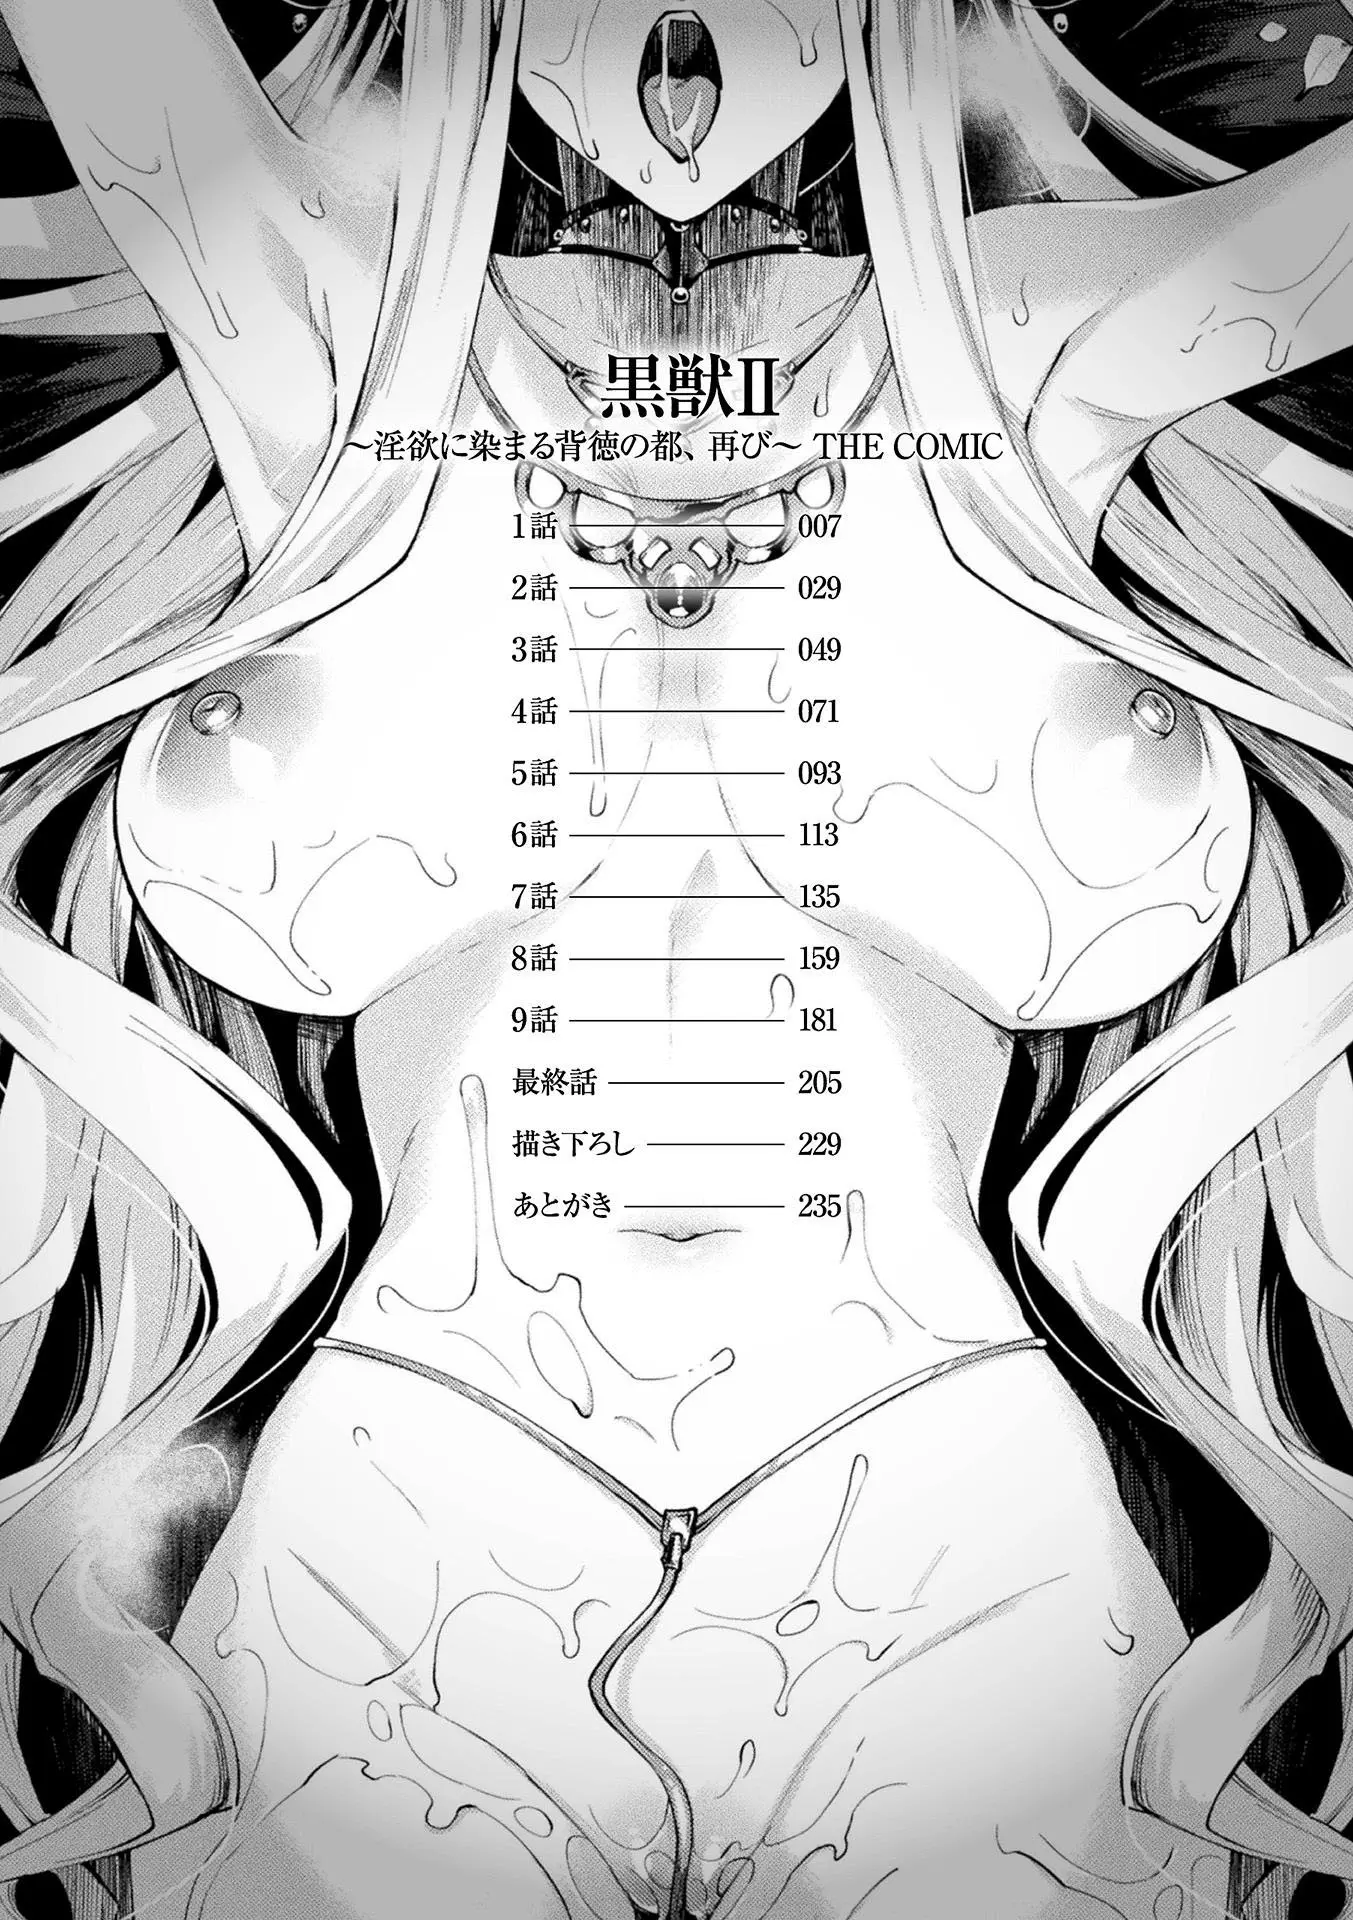 黒獣Ⅱ
～淫欲に染まる背徳の都、再び～ THE COMIC
1話 007
2話 029
3話 049
4話 071
5話 093
6話 113
7話 135
8話 159
9話 181
最終話 205
描き下ろし 229
あとがき 235